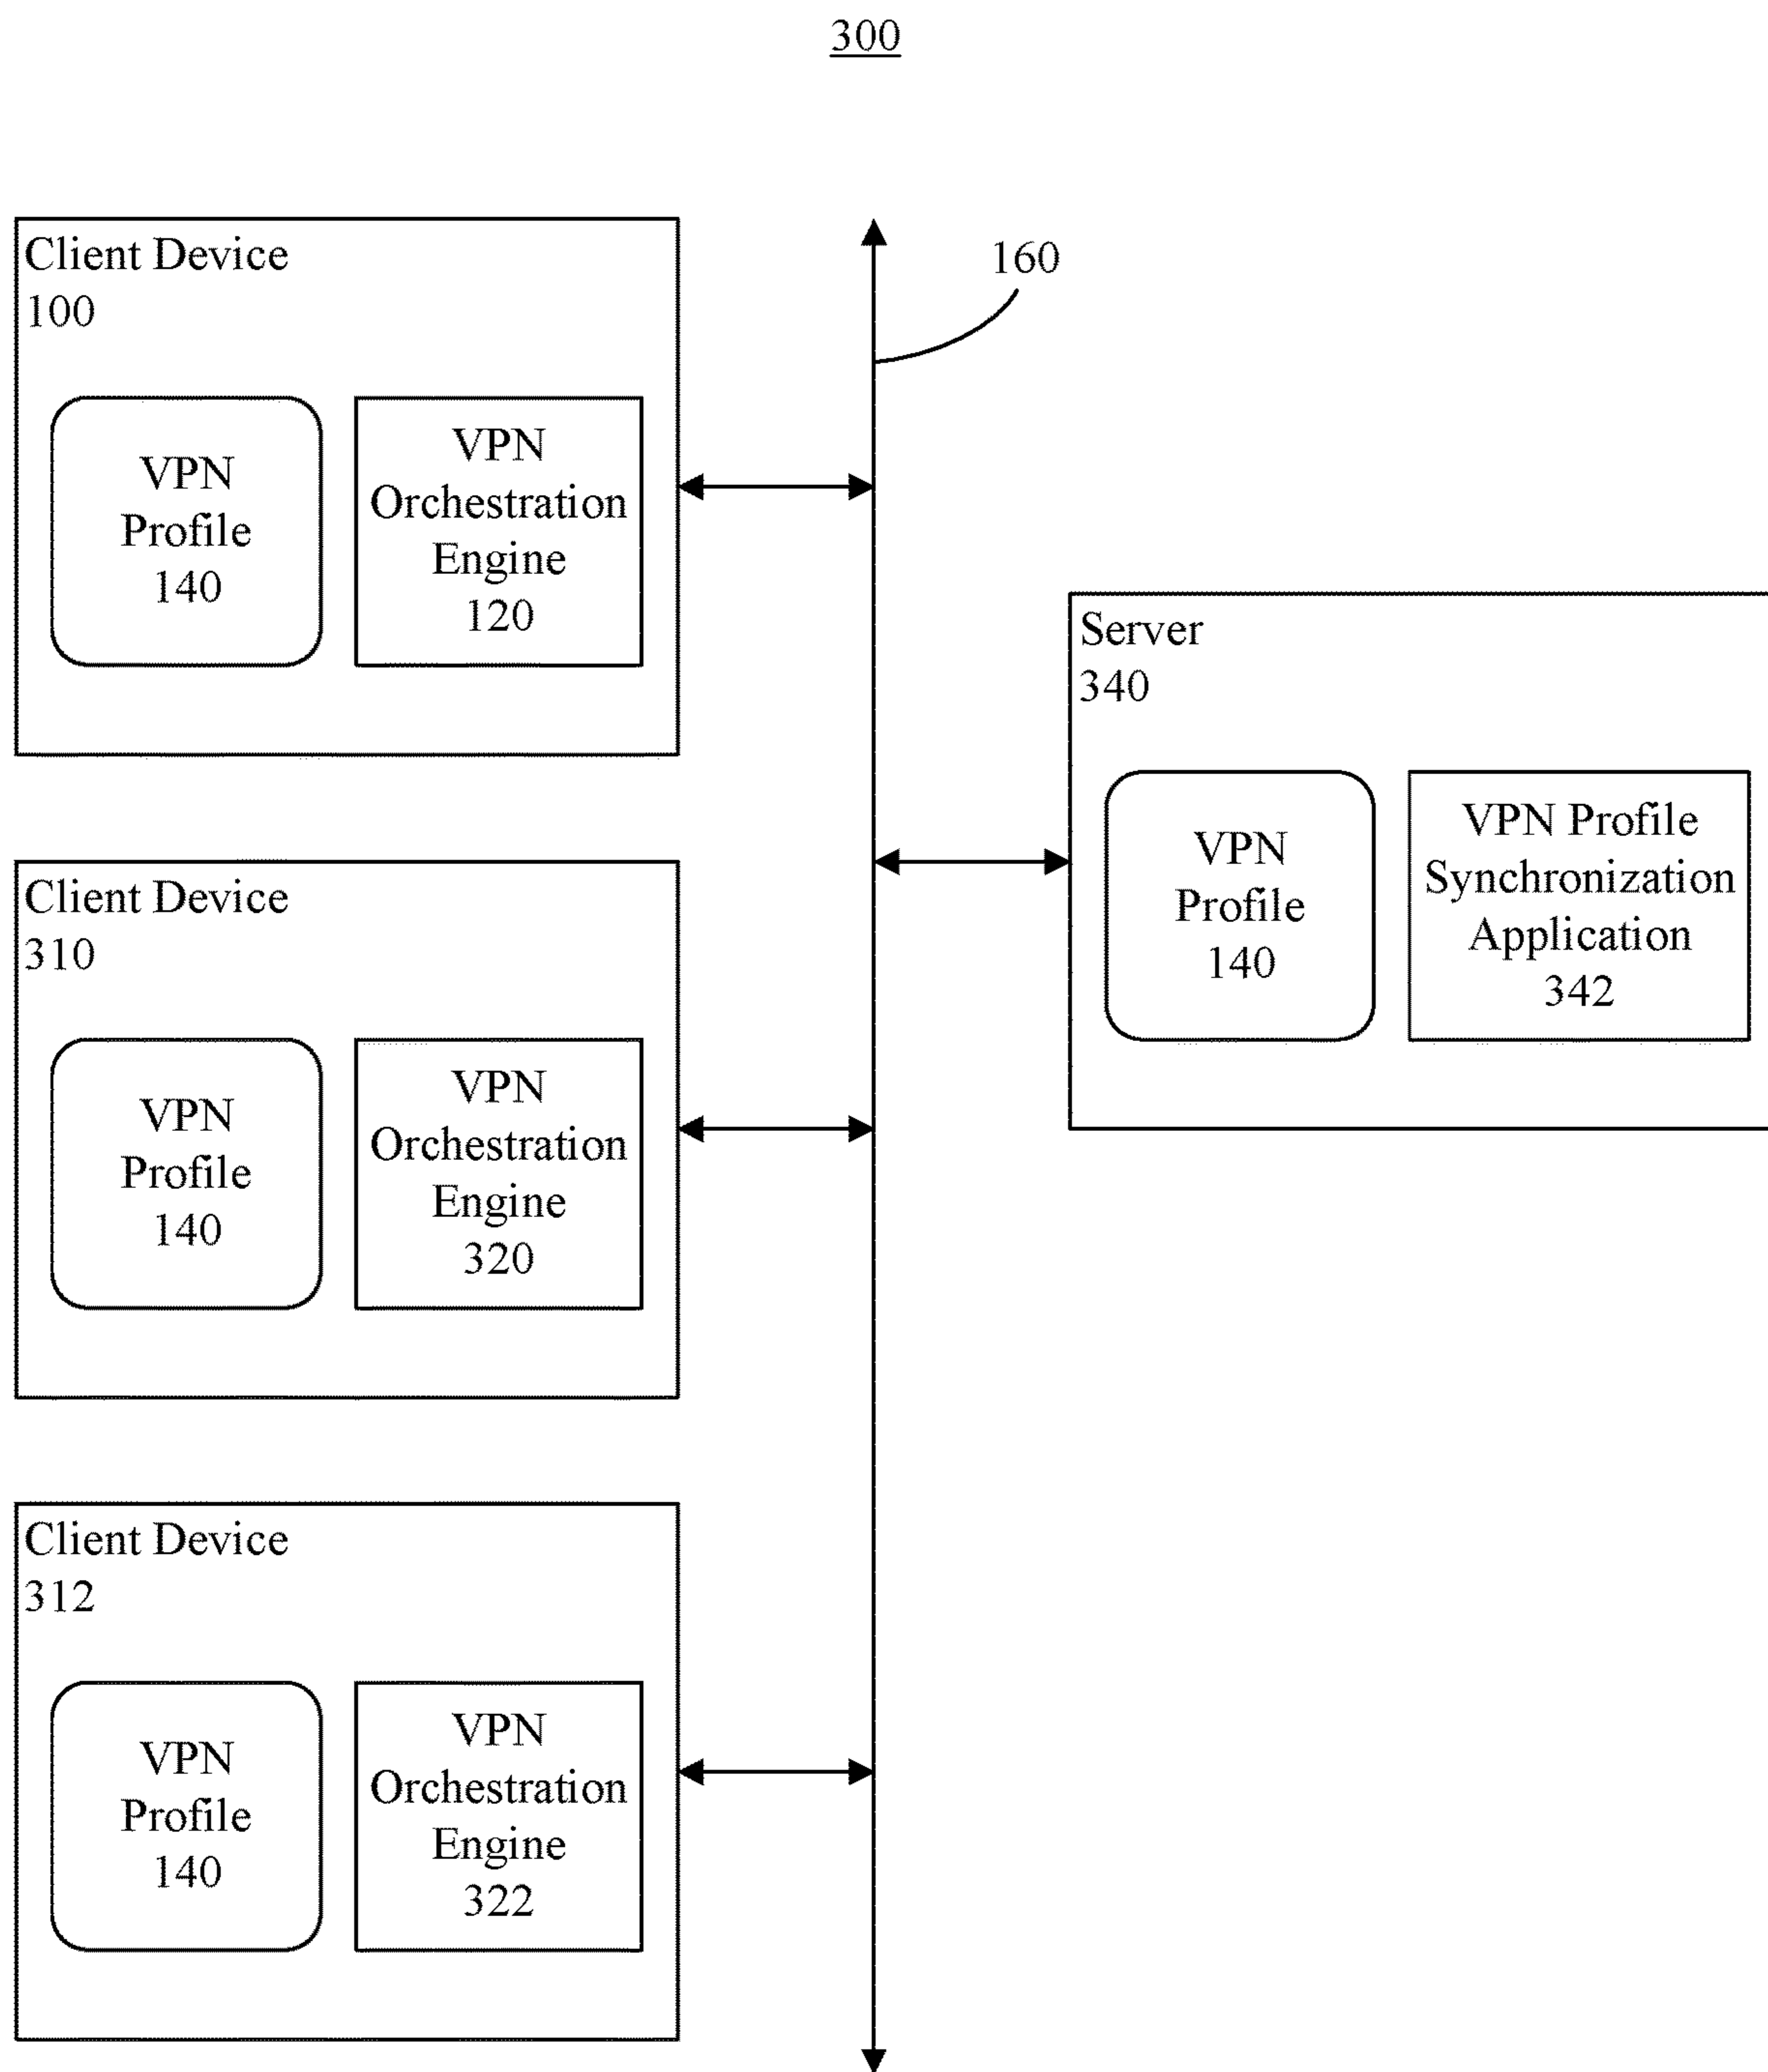 300
Client Device
100
VPN
Profile
140
VPN
Orchestration
Engine
120
160
Server
340
VPN
Profile
140
VPN Profile
Synchronization
Application
342
Client Device
310
VPN
Profile
140
VPN
Orchestration
Engine
320
Client Device
312
VPN
Profile
140
VPN
Orchestration
Engine
322